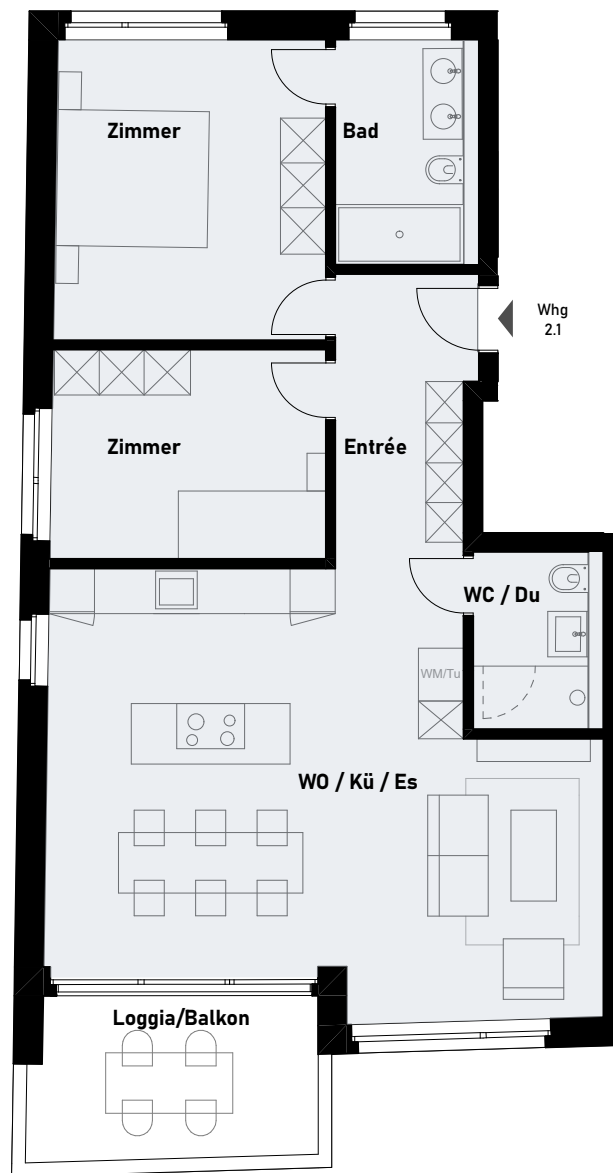 Zimmer
Bad
Whg
2.1
Zimmer
Entrée
WC / Du
WM/Tu
WO / Kü / Es
Loggia/Balkon